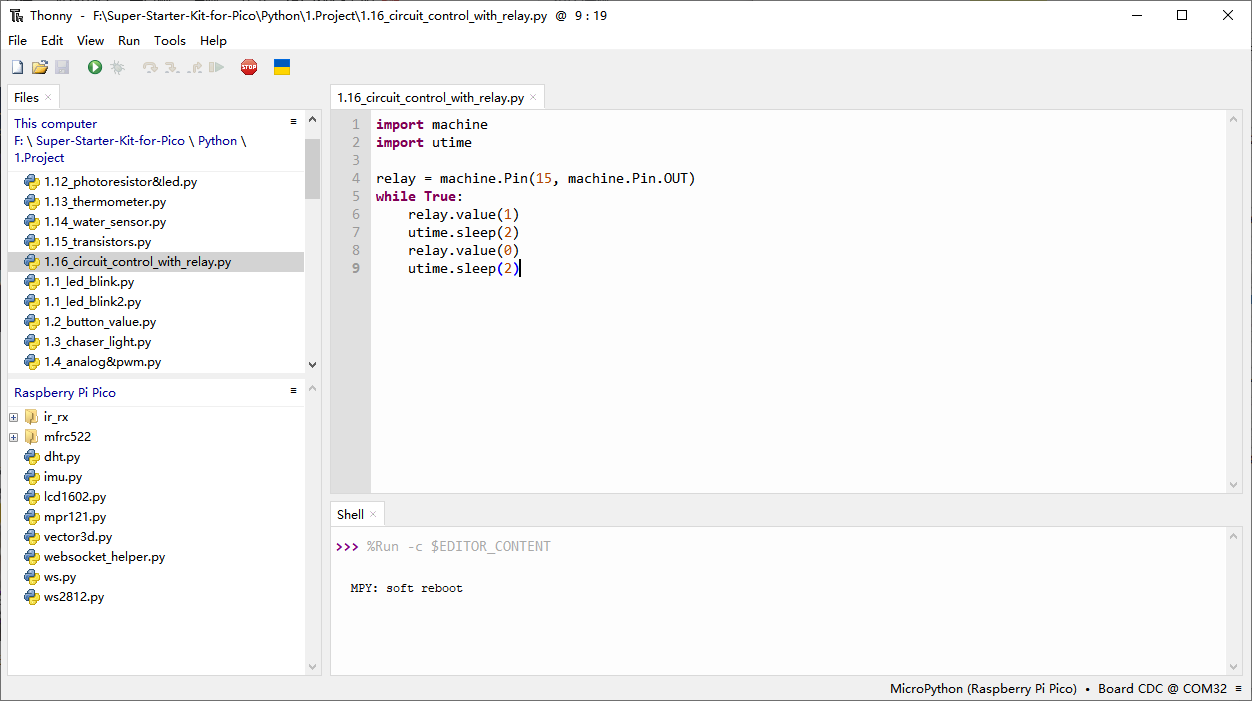 Thonny - F:\Super-Starter-Kit-for-Pico\Python\1.Project\1.16_circuit_control_with_relay.py @ 9 : 19
File Edit View Run Tools Help
STOP
Files
This computer
F: \ Super-Starter-Kit-for-Pico \ Python \
1.Project
1.12_photoresistor&led.py
1.13_thermometer.py
1.14_water_sensor.py
1.15_transistors.py
1.16_circuit_control_with_relay.py
1.1_led_blink.py
1.1_led_blink2.py
1.2_button_value.py
1.3_chaser_light.py
1.4_analog&pwm.py
Raspberry Pi Pico
ir_rx
mfrc522
dht.py
imu.py
lcd1602.py
mpr121.py
vector3d.py
websocket_helper.py
ws.py
ws2812.py
1.16_circuit_control_with_relay.py
1 import machine
2 import utime
3
4 relay = machine.Pin(15, machine.Pin.OUT)
5 while True:
6     relay.value(1)
7     utime.sleep(2)
8     relay.value(0)
9     utime.sleep(2)
Shell
>>> %Run -c $EDITOR_CONTENT
MPY: soft reboot
MicroPython (Raspberry Pi Pico) • Board CDC @ COM32